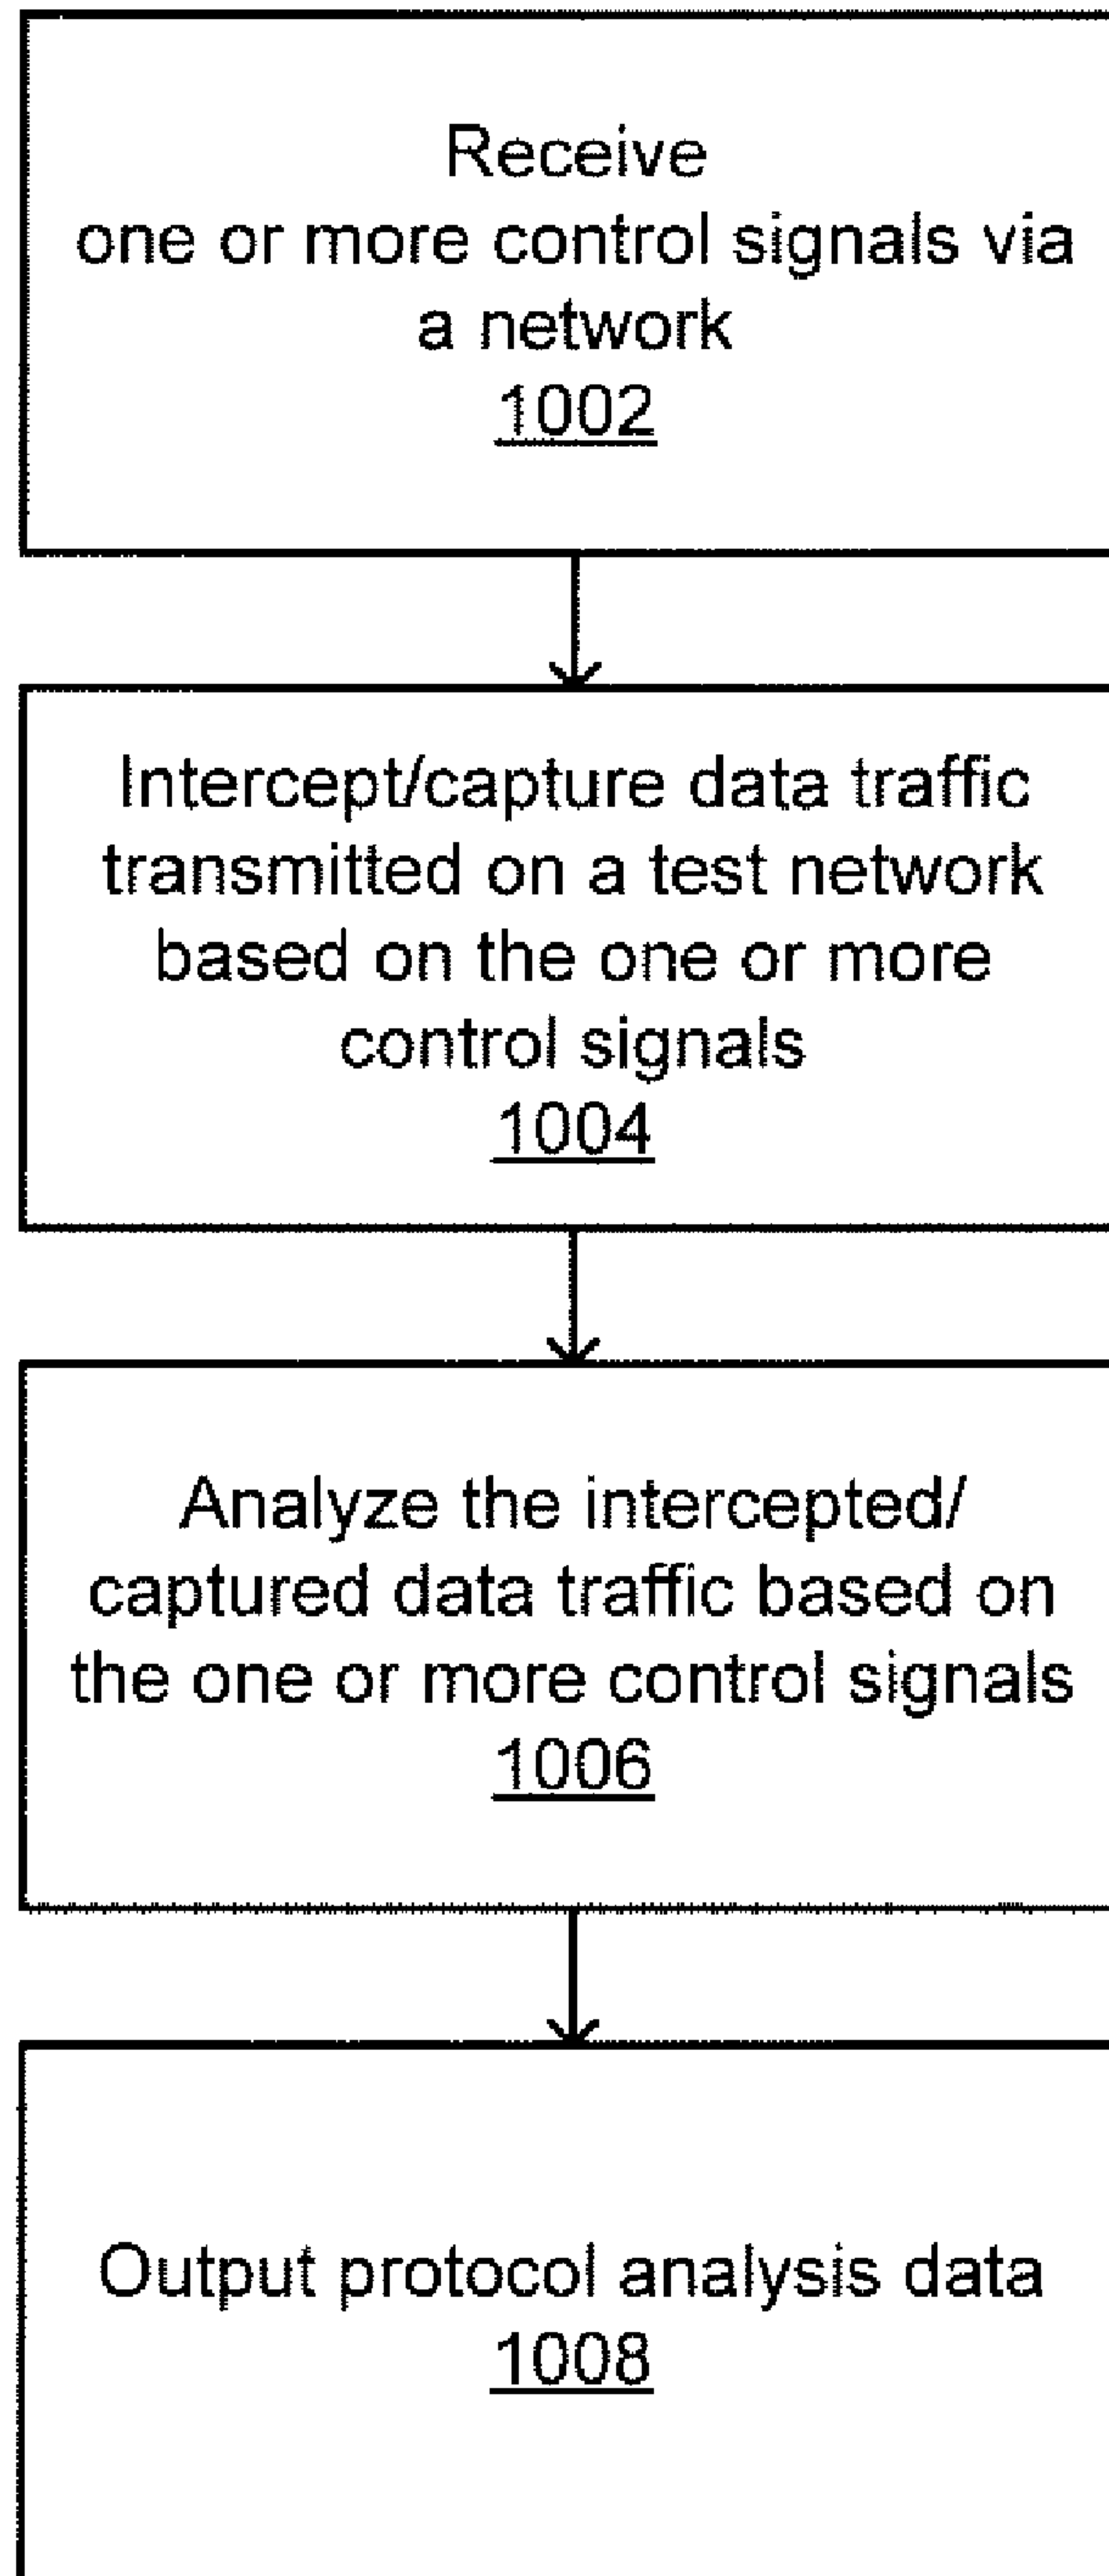 Receive
one or more control signals via
a network
1002
Intercept/capture data traffic
transmitted on a test network
based on the one or more
control signals
1004
Analyze the intercepted/
captured data traffic based on
the one or more control signals
1006
Output protocol analysis data
1008